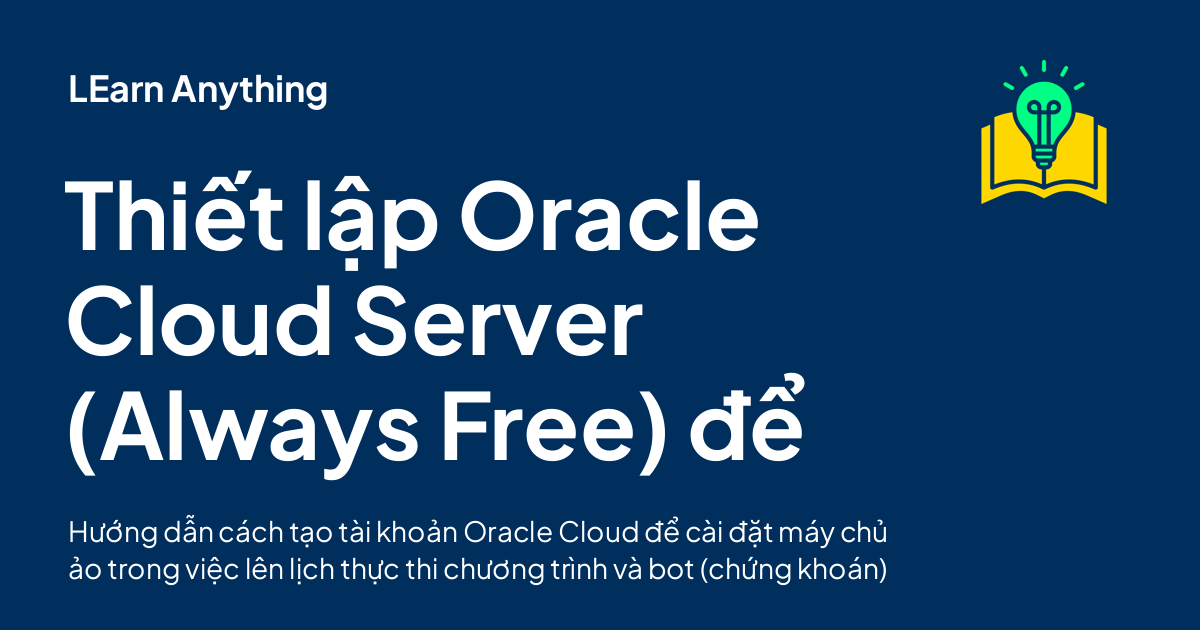 LEarn Anything
Thiết lập Oracle
Cloud Server
(Always Free) để
Hướng dẫn cách tạo tài khoản Oracle Cloud để cài đặt máy chủ
ảo trong việc lên lịch thực thi chương trình và bot (chứng khoán)